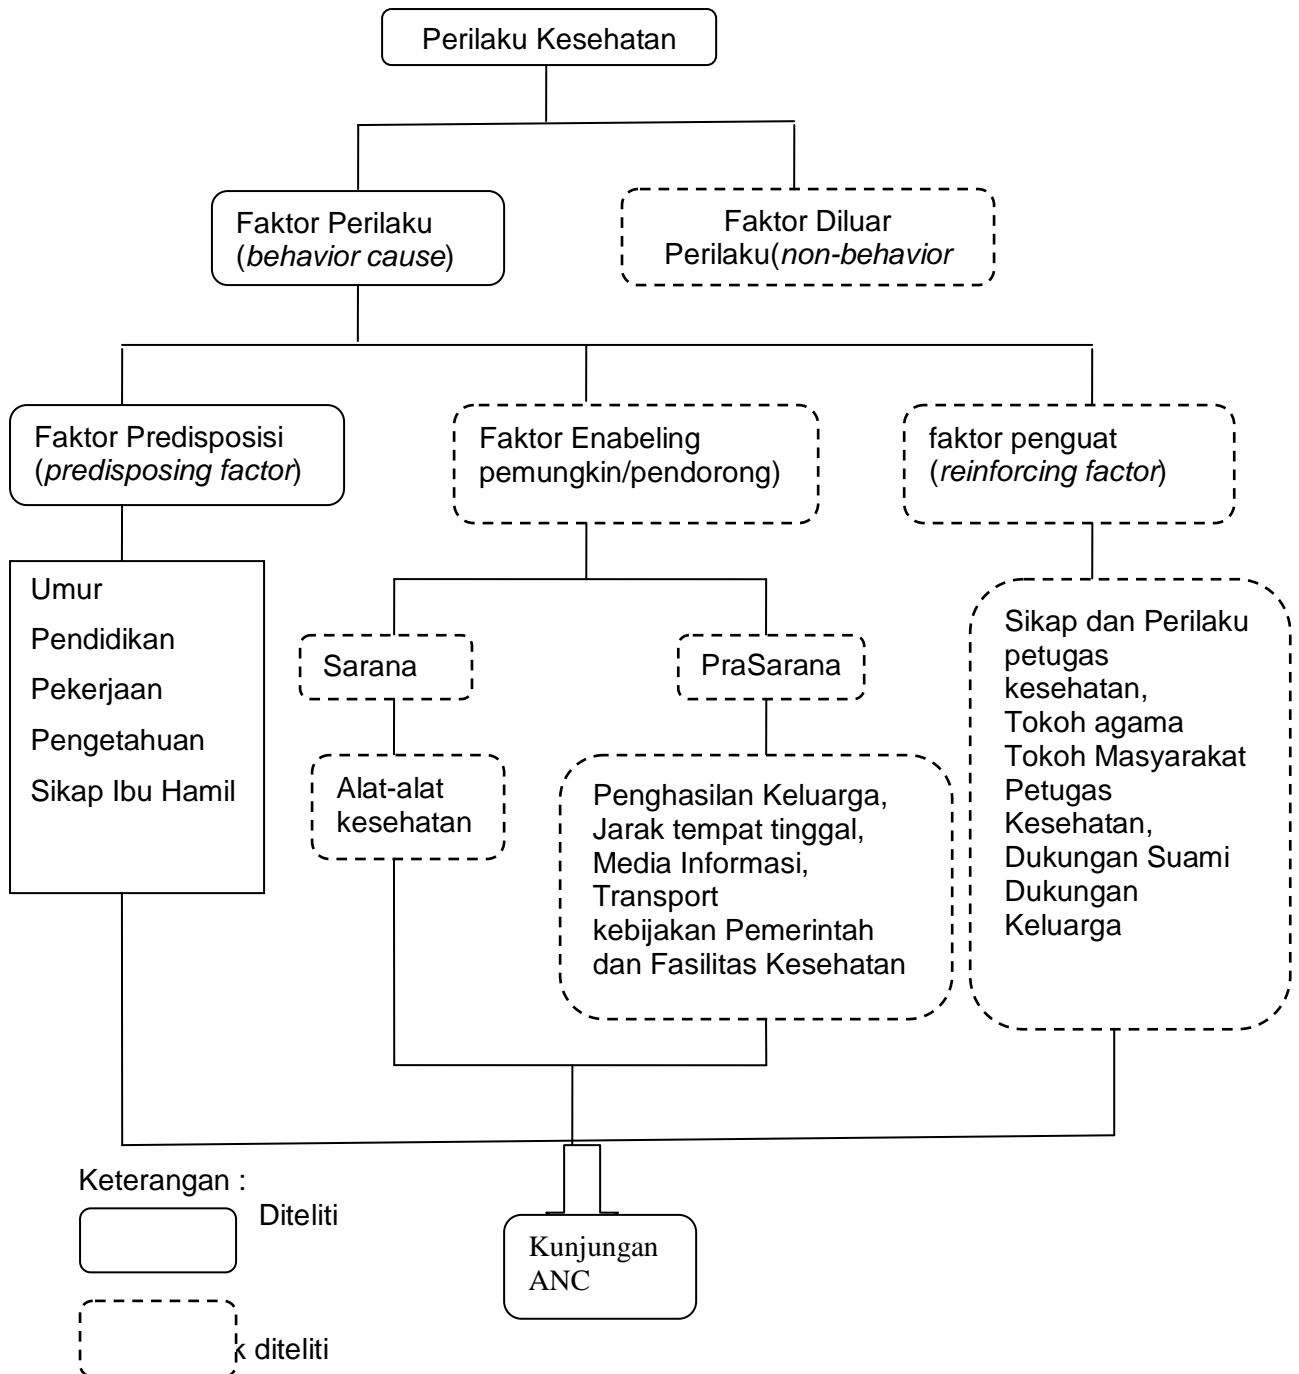 Perilaku Kesehatan
Faktor Perilaku
(behavior cause)
Faktor Diluar
Perilaku(non-behavior
Faktor Predisposisi
(predisposing factor)
Faktor Enabeling
pemungkin/pendorong)
faktor penguat
(reinforcing factor)
Umur
Pendidikan
Pekerjaan
Pengetahuan
Sikap Ibu Hamil
Sarana
PraSarana
Alat-alat
kesehatan
Penghasilan Keluarga,
Jarak tempat tinggal,
Media Informasi,
Transport
kebijakan Pemerintah
dan Fasilitas Kesehatan
Sikap dan Perilaku
petugas
kesehatan,
Tokoh agama
Tokoh Masyarakat
Petugas
Kesehatan,
Dukungan Suami
Dukungan
Keluarga
Keterangan :
Diteliti
Kunjungan
ANC
diteliti